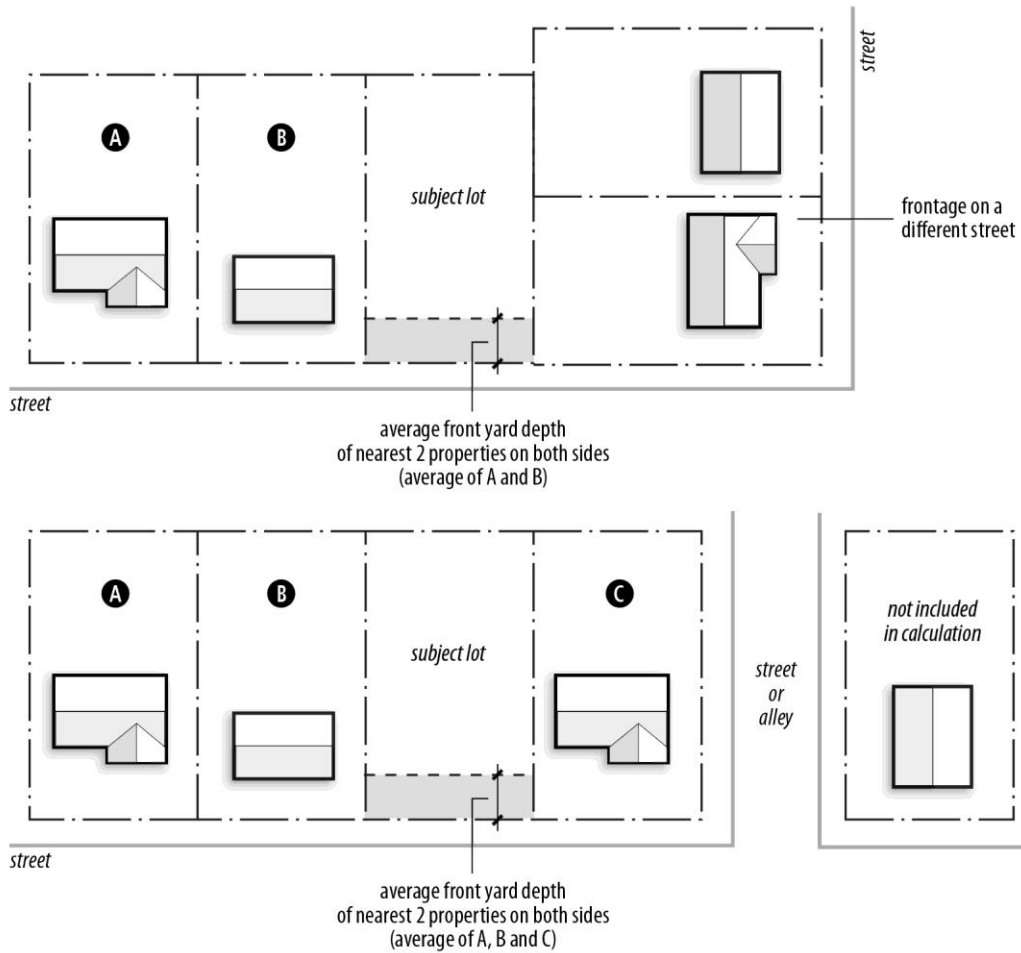 street
A
B
subject lot
frontage on a
different street
street
average front yard depth
of nearest 2 properties on both sides
(average of A and B)
A
B
subject lot
C
street
or
alley
not included
in calculation
street
average front yard depth
of nearest 2 properties on both sides
(average of A, B and C)